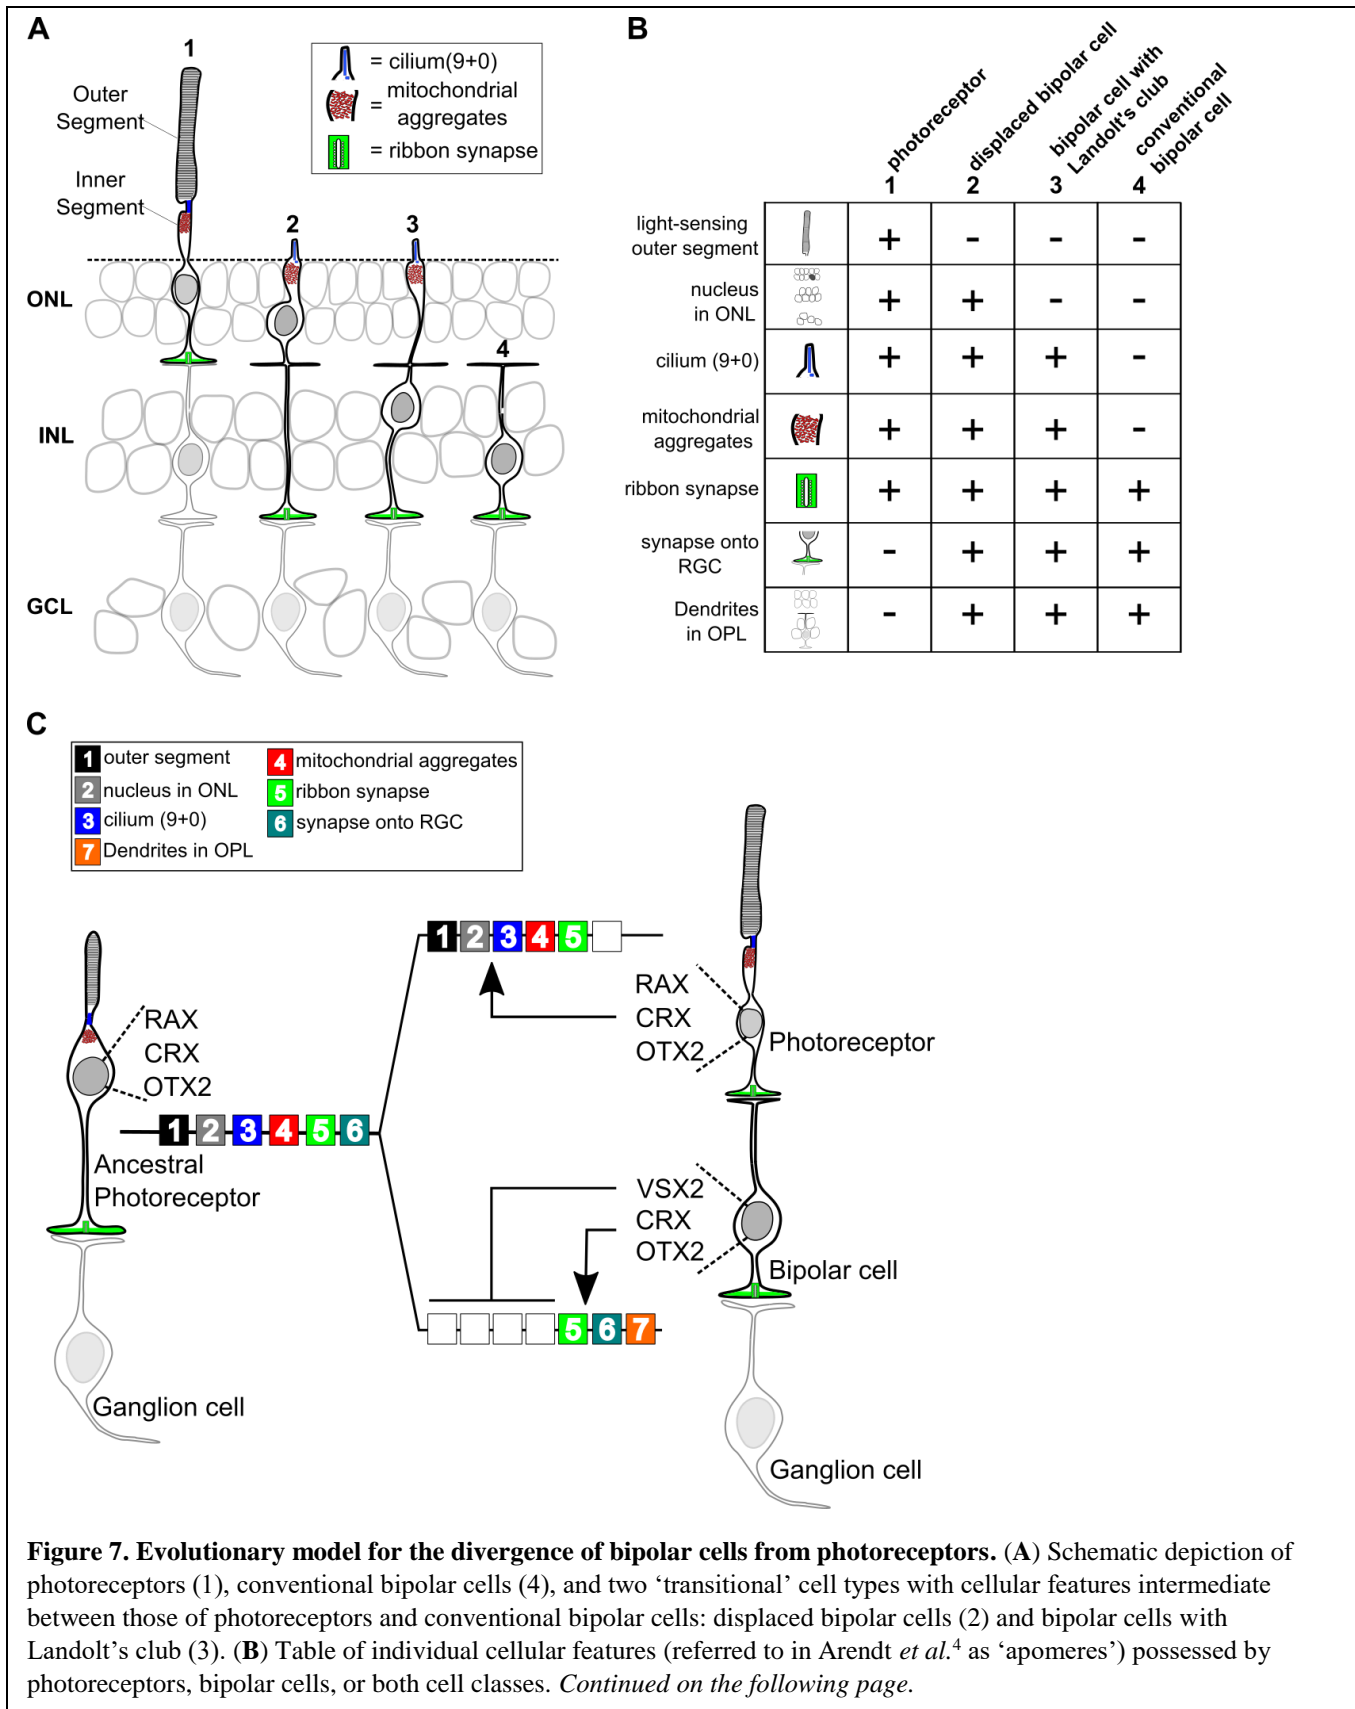 A
1
Outer
Segment
Inner
Segment
= cilium(9+0)
= mitochondrial
aggregates
= ribbon synapse
2
3
ONL
4
INL
GCL
B
photoreceptor
displaced bipolar cell
bipolar cell with
Landolt's club
conventional
bipolar cell
1 2 3 4
light-sensing
outer segment
+ - - -
nucleus
in ONL
+ + - -
cilium (9+0)
+ + + -
mitochondrial
aggregates
+ + + -
ribbon synapse
+ + + +
synapse onto
RGC
- + + +
Dendrites
in OPL
- + + +
C
1 outer segment
2 nucleus in ONL
3 cilium (9+0)
7 Dendrites in OPL
4 mitochondrial aggregates
5 ribbon synapse
6 synapse onto RGC
RAX
CRX
OTX2
1 2 3 4 5 6
Ancestral
Photoreceptor
Ganglion cell
1 2 3 4 5
RAX
CRX
OTX2
Photoreceptor
VSX2
CRX
OTX2
Bipolar cell
5 6 7
Ganglion cell
Figure 7. Evolutionary model for the divergence of bipolar cells from photoreceptors. (A) Schematic depiction of
photoreceptors (1), conventional bipolar cells (4), and two ‘transitional’ cell types with cellular features intermediate
between those of photoreceptors and conventional bipolar cells: displaced bipolar cells (2) and bipolar cells with
Landolt’s club (3). (B) Table of individual cellular features (referred to in Arendt et al.4 as ‘apomeres’) possessed by
photoreceptors, bipolar cells, or both cell classes. Continued on the following page.